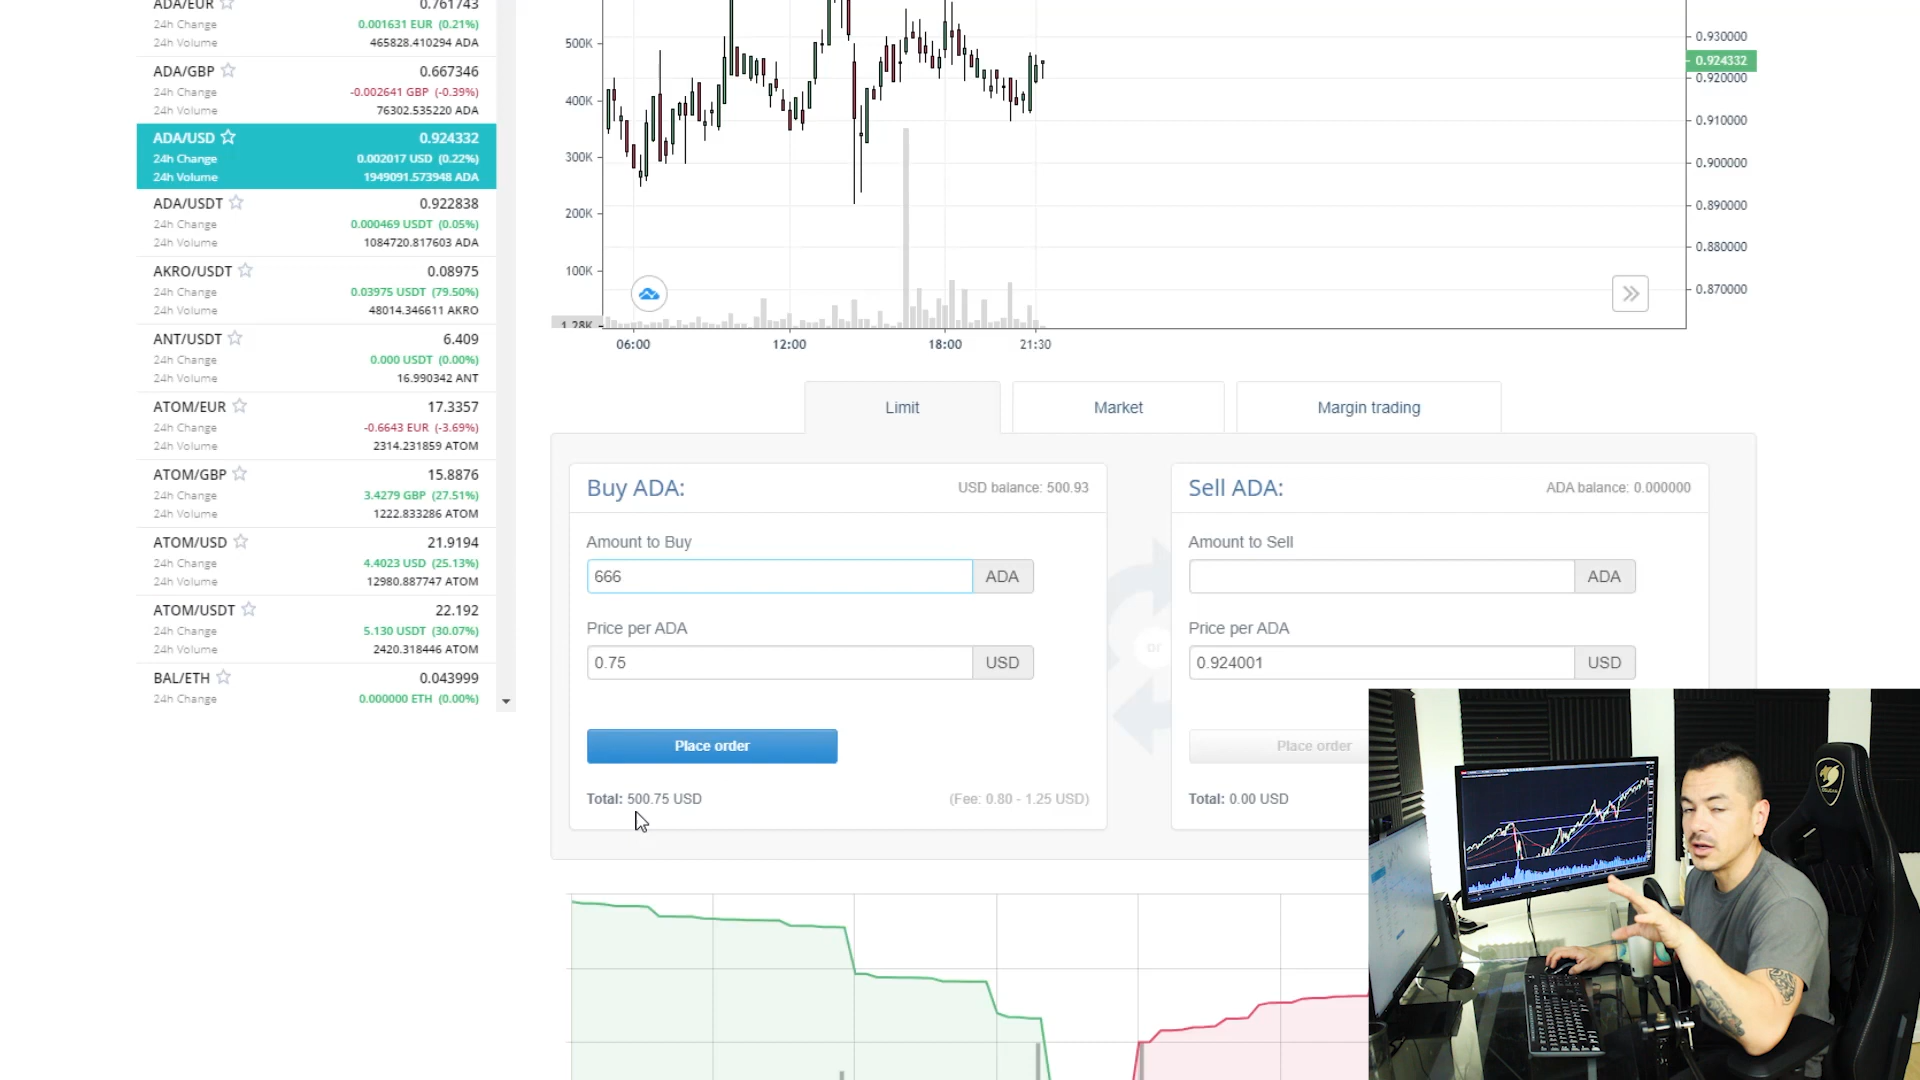 ADA/EUR 0.761743
24h Change 0.001631 EUR (0.21%)
24h Volume 465828.410294 ADA
ADA/GBP 0.667346
24h Change -0.002641 GBP (-0.39%)
24h Volume 76302.535220 ADA
ADA/USD 0.924332
24h Change 0.002017 USD (0.22%)
24h Volume 1949091.573948 ADA
ADA/USDT 0.922838
24h Change 0.000469 USDT (0.05%)
24h Volume 1084720.817603 ADA
AKRO/USDT 0.08975
24h Change 0.03975 USDT (79.50%)
24h Volume 48014.346611 AKRO
ANT/USDT 6.409
24h Change 0.000 USDT (0.00%)
24h Volume 16.990342 ANT
ATOM/EUR 17.3357
24h Change -0.6643 EUR (-3.69%)
24h Volume 2314.231859 ATOM
ATOM/GBP 15.8876
24h Change 3.4279 GBP (27.51%)
24h Volume 1222.833286 ATOM
ATOM/USD 21.9194
24h Change 4.4023 USD (25.13%)
24h Volume 12980.887747 ATOM
ATOM/USDT 22.192
24h Change 5.130 USDT (30.07%)
24h Volume 2420.318446 ATOM
BAL/ETH 0.043999
24h Change 0.000000 ETH (0.00%)
500K
400K
300K
200K
100K
1.28K
0.930000
0.924332
0.920000
0.910000
0.900000
0.890000
0.880000
0.870000
06:00 12:00 18:00 21:30
Limit Market Margin trading
Buy ADA: USD balance: 500.93
Amount to Buy
666 ADA
Price per ADA
0.75 USD
Place order
Total: 500.75 USD (Fee: 0.80 - 1.25 USD)
or
Sell ADA: ADA balance: 0.000000
Amount to Sell
ADA
Price per ADA
0.924001 USD
Place order
Total: 0.00 USD